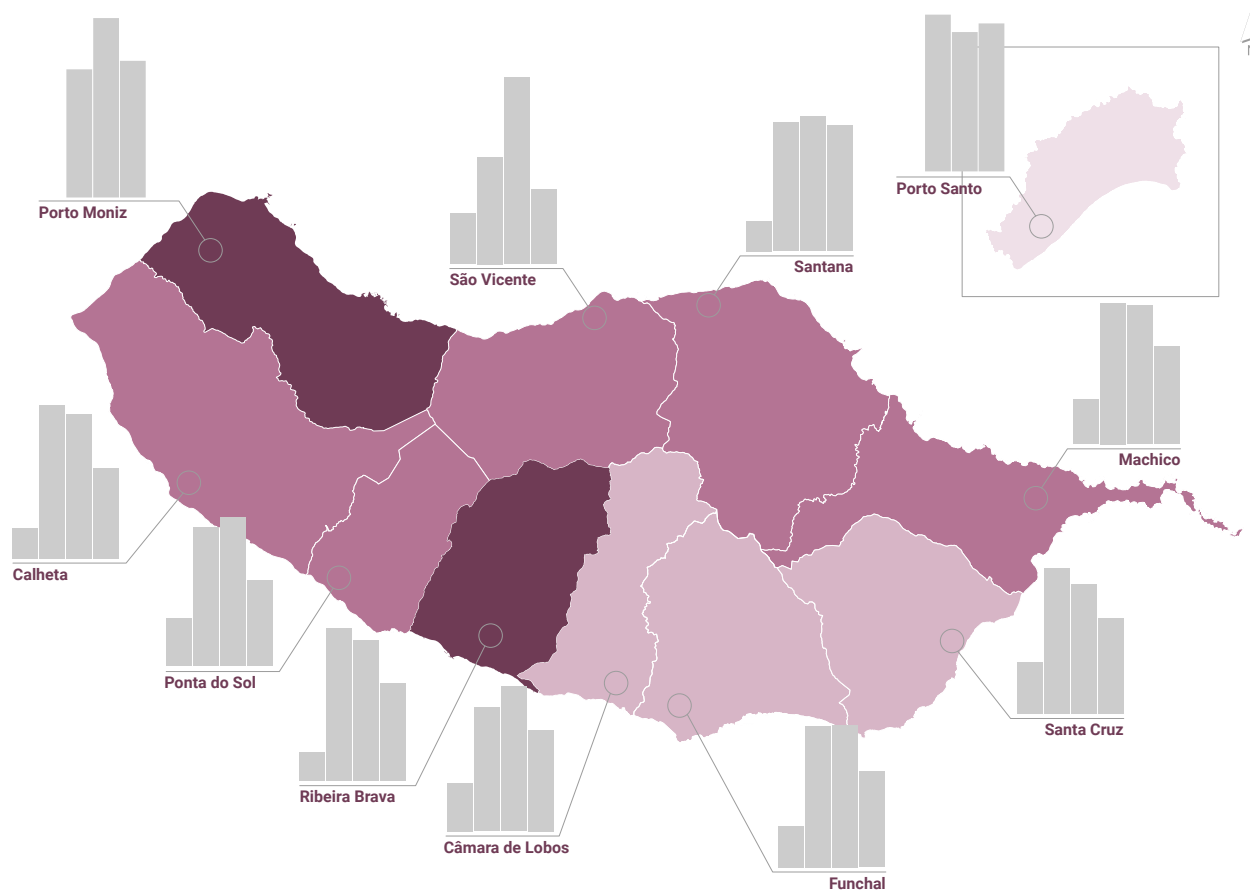 Porto Moniz
São Vicente
Santana
Porto Santo
Machico
Calheta
Ponta do Sol
Ribeira Brava
Câmara de Lobos
Santa Cruz
Funchal